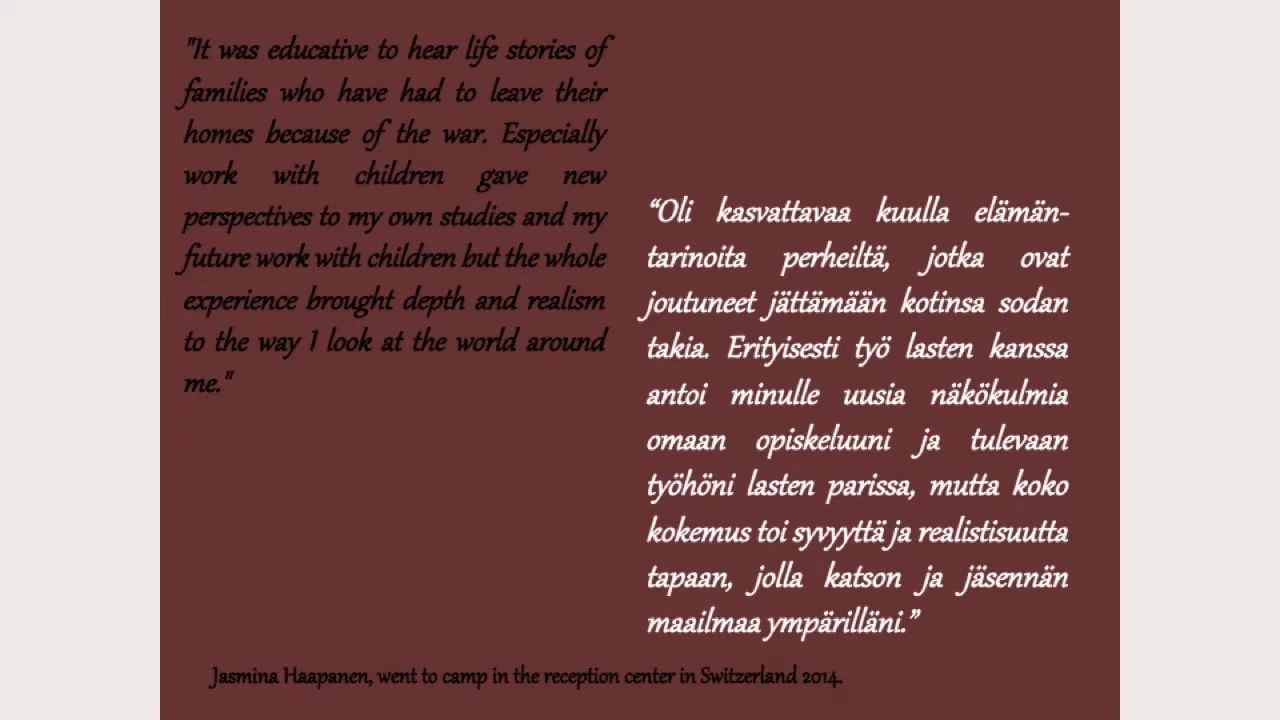 "It was educative to hear life stories of
families who have had to leave their
homes because of the war. Especially
work with children gave new
perspectives to my own studies and my
future work with children but the whole
experience brought depth and realism
to the way I look at the world around
me."
“Oli kasvattavaa kuulla elämän-
tarinoita perheiltä, jotka ovat
joutuneet jättämään kotinsa sodan
takia. Erityisesti työ lasten kanssa
antoi minulle uusia näkökulmia
omaan opiskeluuni ja tulevaan
työhöni lasten parissa, mutta koko
kokemus toi syvyyttä ja realistisuutta
tapaan, jolla katson ja jäsennän
maailmaa ympärilläni.”
Jasmina Haapanen, went to camp in the reception center in Switzerland 2014.